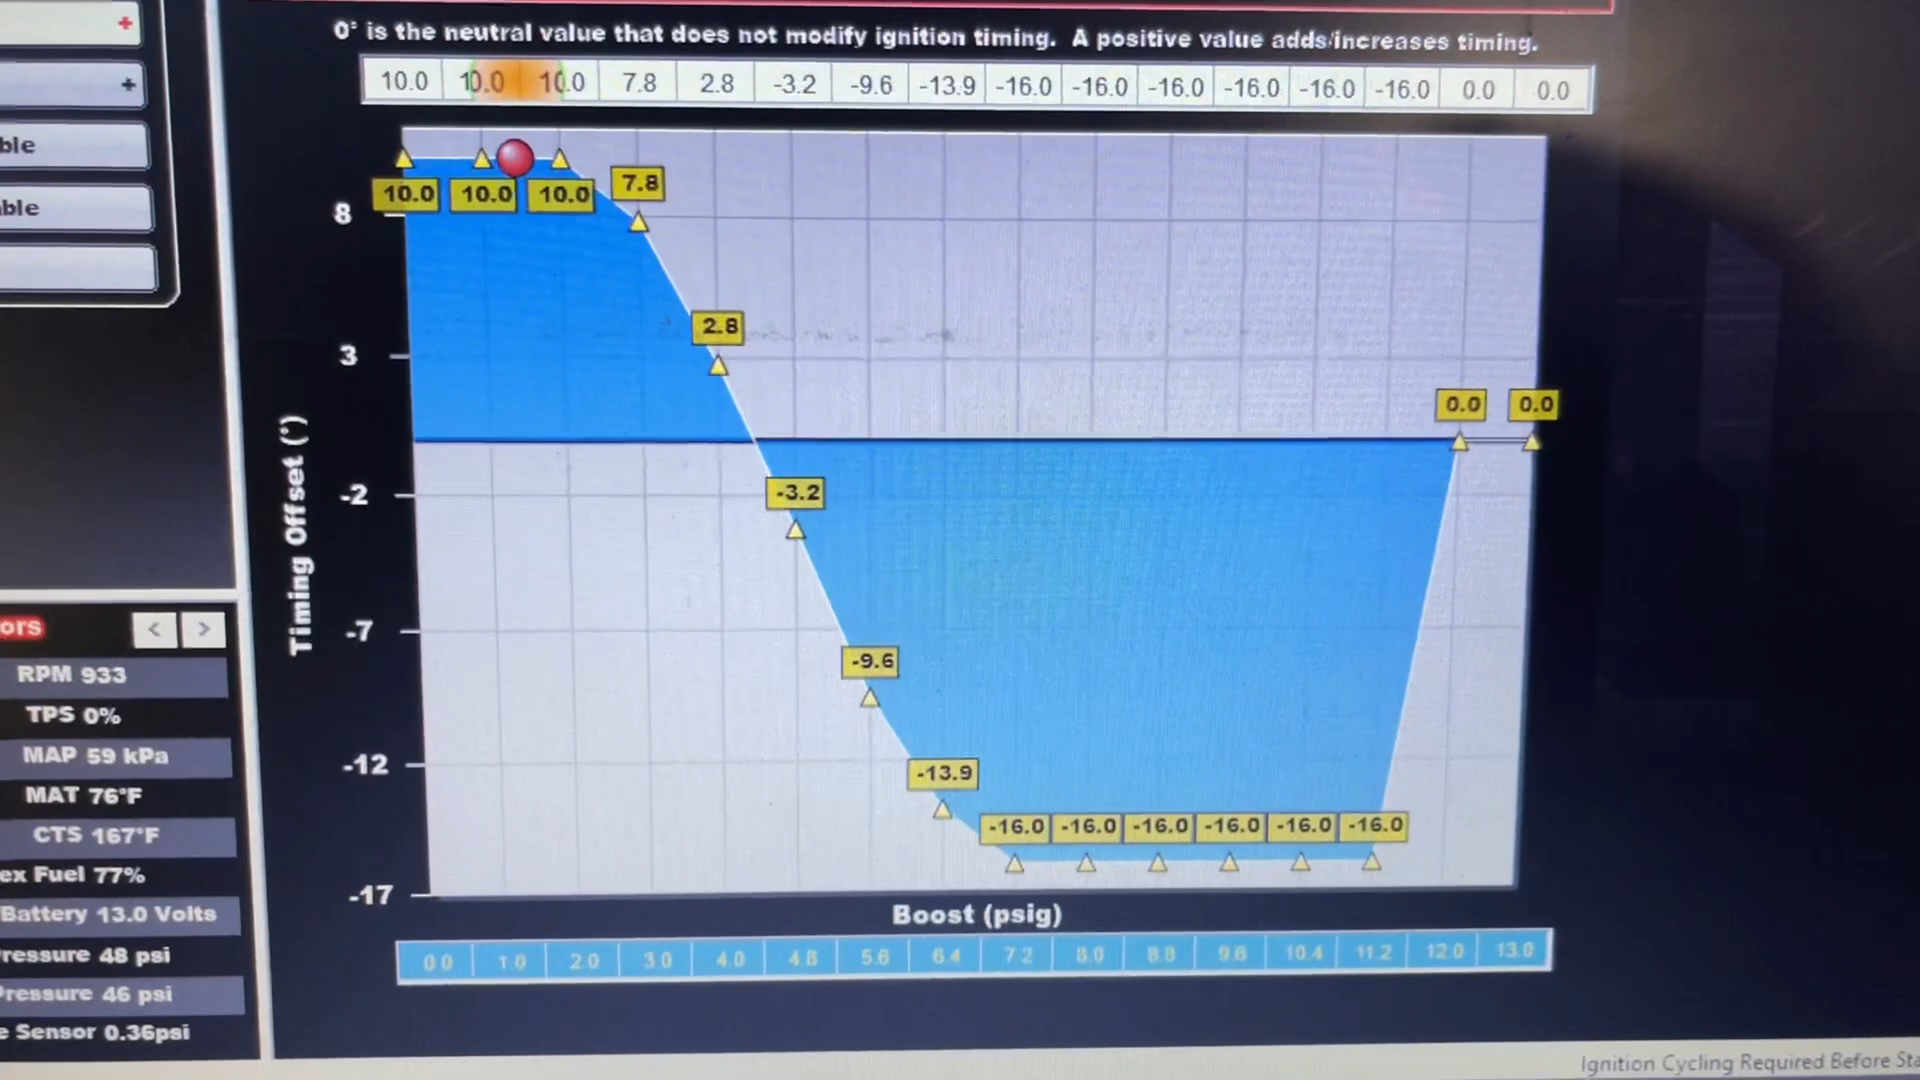 0° is the neutral value that does not modify ignition timing. A positive value adds/increases timing.
10.0 10.0 10.0 7.8 2.8 -3.2 -9.6 -13.9 -16.0 -16.0 -16.0 -16.0 -16.0 -16.0 0.0 0.0
+
+
ble
able
10.0 10.0 10.0 7.8
8
2.8
3
0.0 0.0
-3.2
-2
Timing Offset (°)
-9.6
-7
-13.9
-12
-16.0 -16.0 -16.0 -16.0 -16.0 -16.0
-17
Boost (psig)
0.0 1.0 2.0 3.0 4.0 4.8 5.6 6.4 7.2 8.0 8.8 9.6 10.4 11.2 12.0 13.0
ors < >
RPM 933
TPS 0%
MAP 59 kPa
MAT 76°F
CTS 167°F
ex Fuel 77%
Battery 13.0 Volts
ressure 48 psi
Pressure 46 psi
e Sensor 0.36psi
Ignition Cycling Required Before Sta